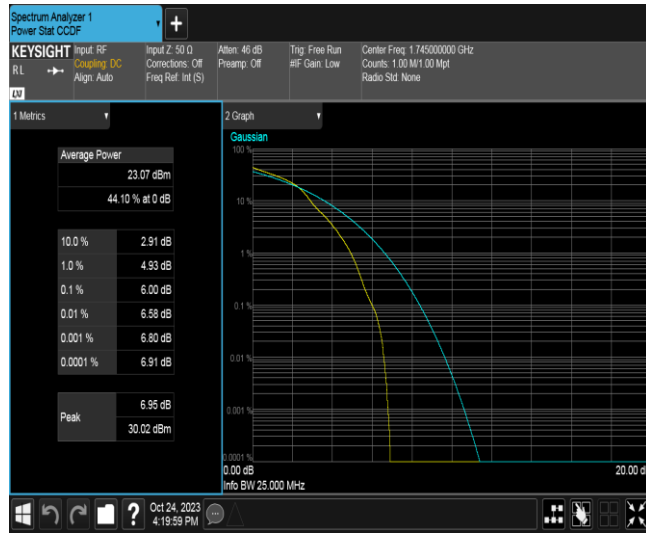 Spectrum Analyzer 1
Power Stat CCDF
+
KEYSIGHT
RL
LXI
Input: RF
Coupling: DC
Align: Auto
Input Z: 50 Ω
Corrections: Off
Freq Ref: Int (S)
Atten: 46 dB
Preamp: Off
Trig: Free Run
#IF Gain: Low
Center Freq: 1.745000000 GHz
Counts: 1.00 M/1.00 Mpt
Radio Std: None
1 Metrics
Average Power
23.07 dBm
44.10 % at 0 dB
10.0 % 2.91 dB
1.0 % 4.93 dB
0.1 % 6.00 dB
0.01 % 6.58 dB
0.001 % 6.80 dB
0.0001 % 6.91 dB
Peak
6.95 dB
30.02 dBm
2 Graph
Gaussian
100 %
10 %
1 %
0.1 %
0.01 %
0.001 %
0.0001 %
0.00 dB
20.00 d
Info BW 25.000 MHz
?
Oct 24, 2023
4:19:59 PM